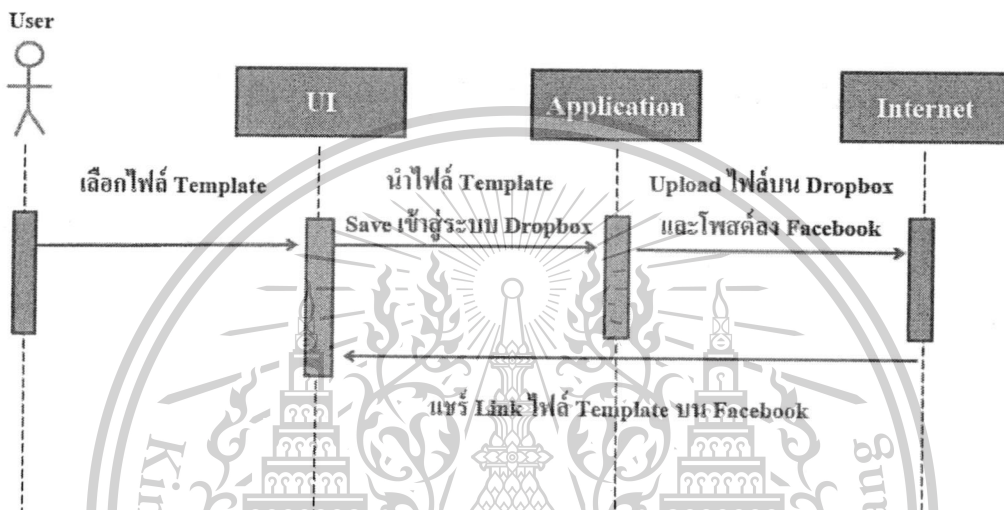 User
UI
Application
Internet
เลือกไฟล์ Template
นำไฟล์ Template
Save เข้าสู่ระบบ Dropbox
Upload ไฟล์บน Dropbox
และโพสต์ลง Facebook
แชร์ Link ไฟล์ Template บน Facebook